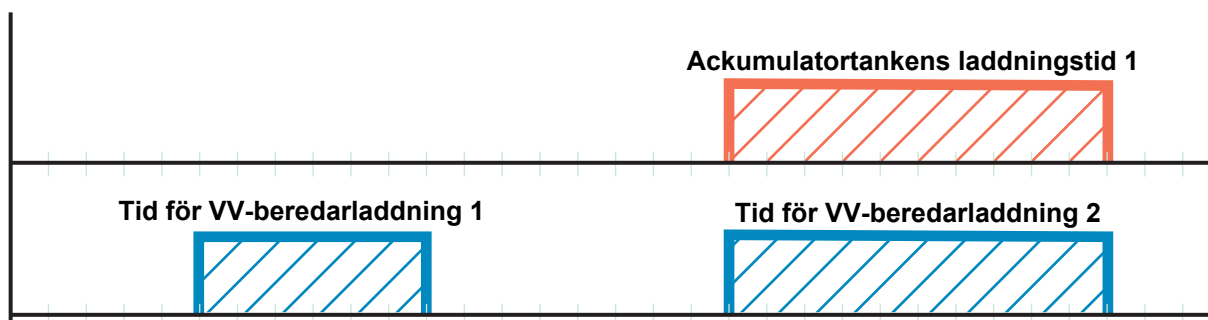 Ackumulatortankens laddningstid 1
Tid för VV-beredarladdning 1
Tid för VV-beredarladdning 2